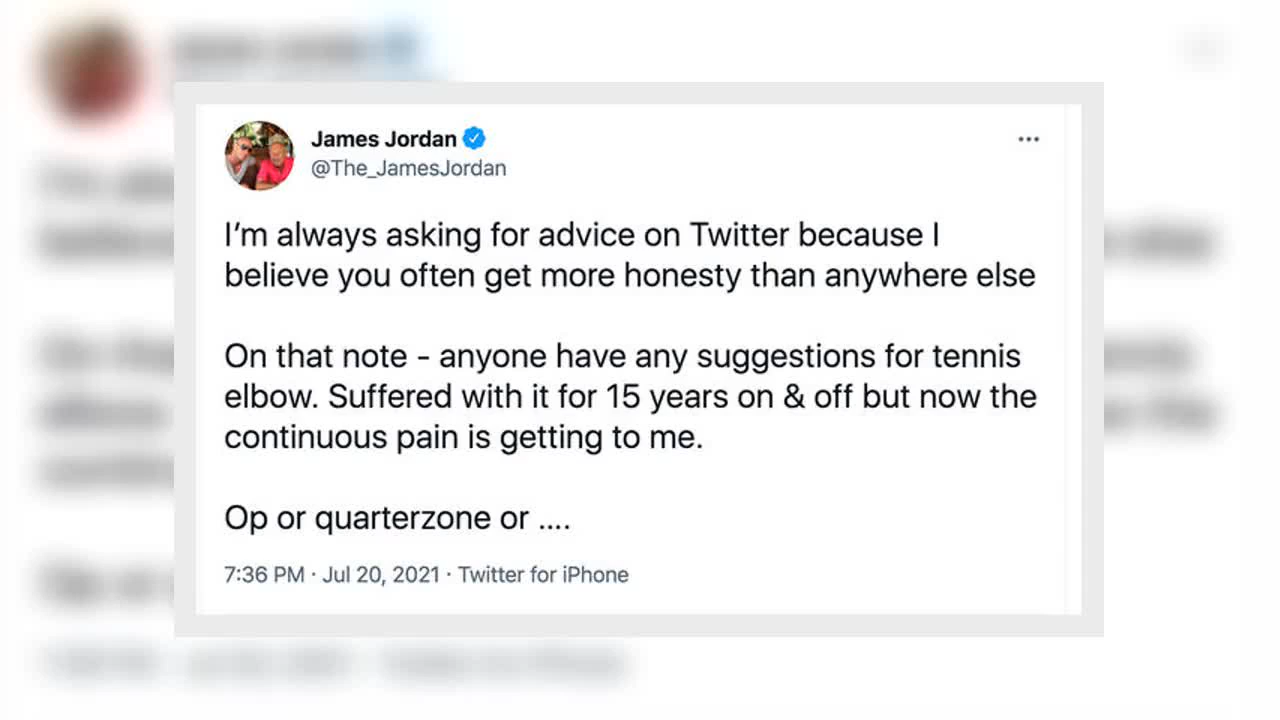 James Jordan
@The_JamesJordan
I’m always asking for advice on Twitter because I
believe you often get more honesty than anywhere else
On that note - anyone have any suggestions for tennis
elbow. Suffered with it for 15 years on & off but now the
continuous pain is getting to me.
Op or quarterzone or ....
7:36 PM · Jul 20, 2021 · Twitter for iPhone